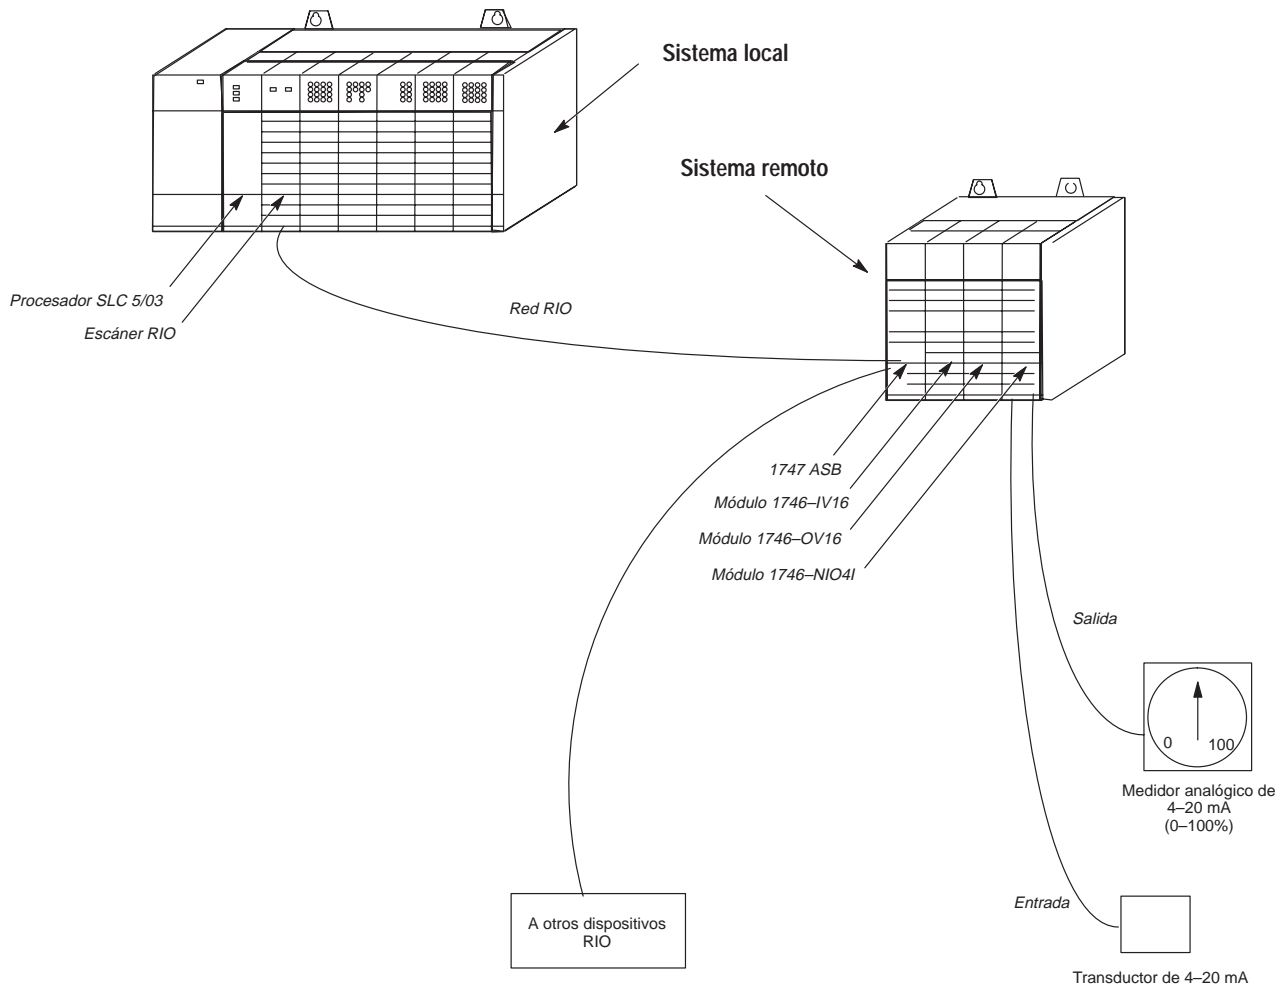 Sistema local
Sistema remoto
Procesador SLC 5/03
Escáner RIO
Red RIO
1747 ASB
Módulo 1746–IV16
Módulo 1746–OV16
Módulo 1746–NIO4I
Salida
0
100
Medidor analógico de
4–20 mA
(0–100%)
Entrada
A otros dispositivos
RIO
Transductor de 4–20 mA